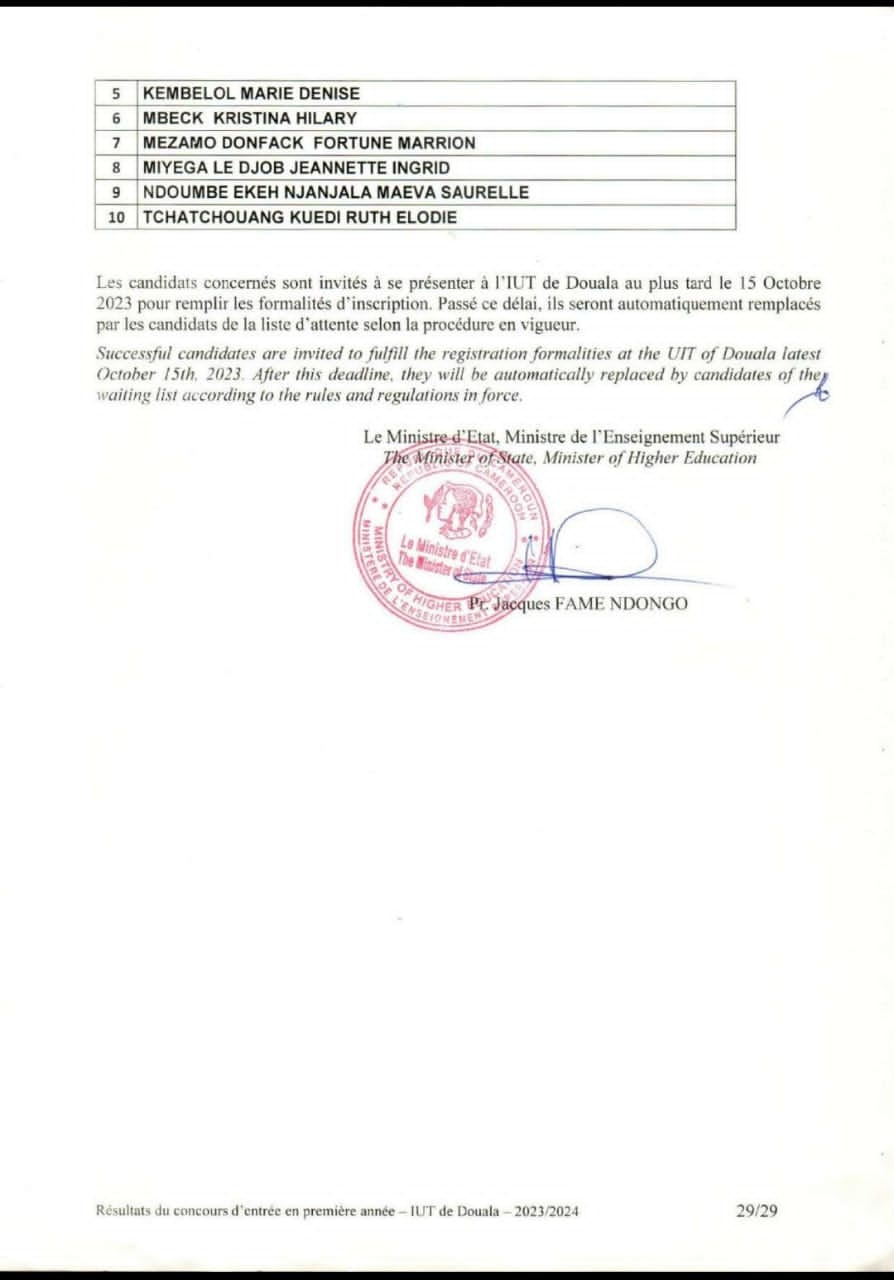 5 KEMBELOL MARIE DENISE
6 MBECK KRISTINA HILARY
7 MEZAMO DONFACK FORTUNE MARRION
8 MIYEGA LE DJOB JEANNETTE INGRID
9 NDOUMBE EKEH NJANJALA MAEVA SAURELLE
10 TCHATCHOUANG KUEDI RUTH ELODIE
Les candidats concernés sont invités à se présenter à l'IUT de Douala au plus tard le 15 Octobre
2023 pour remplir les formalités d'inscription. Passé ce délai, ils seront automatiquement remplacés
par les candidats de la liste d'attente selon la procédure en vigueur.
Successful candidates are invited to fulfill the registration formalities at the UIT of Douala latest
October 15th, 2023. After this deadline, they will be automatically replaced by candidates of the
waiting list according to the rules and regulations in force.
Le Ministre d'Etat, Ministre de l'Enseignement Supérieur
The Minister of State, Minister of Higher Education
REPUBLIQUE DU CAMEROUN
REPUBLIC OF CAMEROON
Le Ministre d'Etat
The Minister of State
MINISTRY OF HIGHER EDUCATION
MINISTERE DE L'ENSEIGNEMENT
Pr. Jacques FAME NDONGO
Résultats du concours d'entrée en première année – IUT de Douala – 2023/2024
29/29